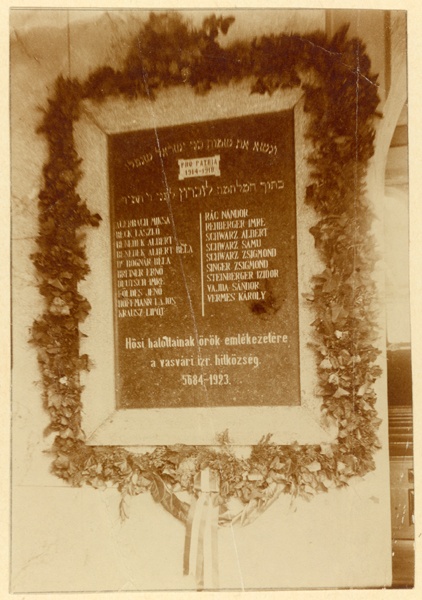 PRO PATRIA
1914-1918
AUERBACH MIKSA
BECK LÁSZLÓ
BENEDEK ALBERT
BENEDEK ALBERT BÉLA
Dr BOGNÁR BÉLA
BREINER ERNŐ
DEUTSCH IMRE
FÖLDES JENŐ
HOFFMANN LAJOS
KRAUSZ LIPÓT
RÁC NÁNDOR
REHBERGER IMRE
SCHWARZ ALBERT
SCHWARZ SAMU
SCHWARZ ZSIGMOND
SINGER ZSIGMOND
STEINBERGER IZIDOR
VAJDA SÁNDOR
VERMES KÁROLY
Hősi halottainak örök emlékezetére
a vasvári izr. hitközség.
5684-1923.